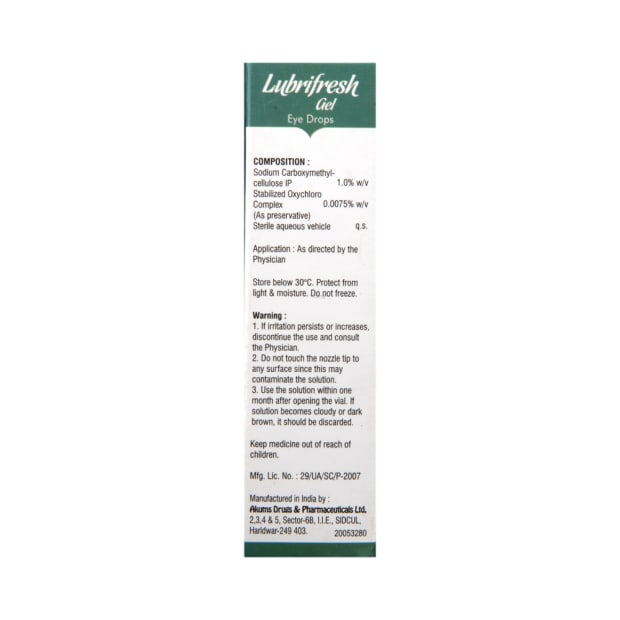 Lubrifresh
Gel
Eye Drops
COMPOSITION :
Sodium Carboxymethyl-
cellulose IP 1.0% w/v
Stabilized Oxychloro
Complex 0.0075% w/v
(As preservative)
Sterile aqueous vehicle q.s.
Application : As directed by the
Physician
Store below 30°C. Protect from
light & moisture. Do not freeze.
Warning :
1. If irritation persists or increases,
discontinue the use and consult
the Physician.
2. Do not touch the nozzle tip to
any surface since this may
contaminate the solution.
3. Use the solution within one
month after opening the vial. If
solution becomes cloudy or dark
brown, it should be discarded.
Keep medicine out of reach of
children.
Mfg. Lic. No. : 29/UA/SC/P-2007
Manufactured in India by :
Akums Drugs & Pharmaceuticals Ltd.
2,3,4 & 5, Sector-6B, I.I.E., SIDCUL,
Haridwar-249 403. 20053280